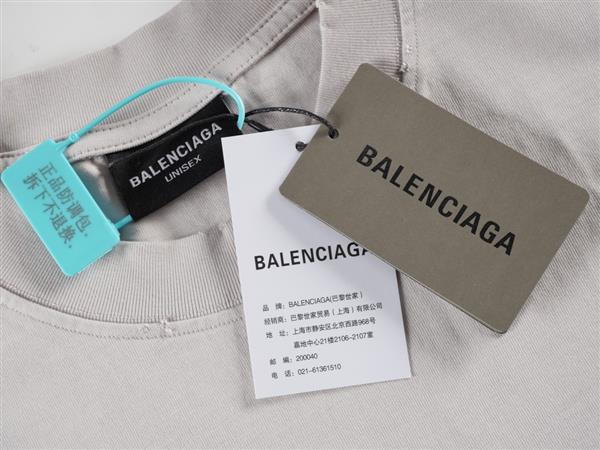 正品防调包.
拆下不退换.
BALENCIAGA
UNISEX
BALENCIAGA
BALENCIAGA
品 牌：BALENCIAGA(巴黎世家）
经销商：巴黎世家贸易（上海）有限公司
地 址：上海市静安区北京西路968号
嘉地中心21楼2106-2107室
邮 编：200040
电 话：021-61361510